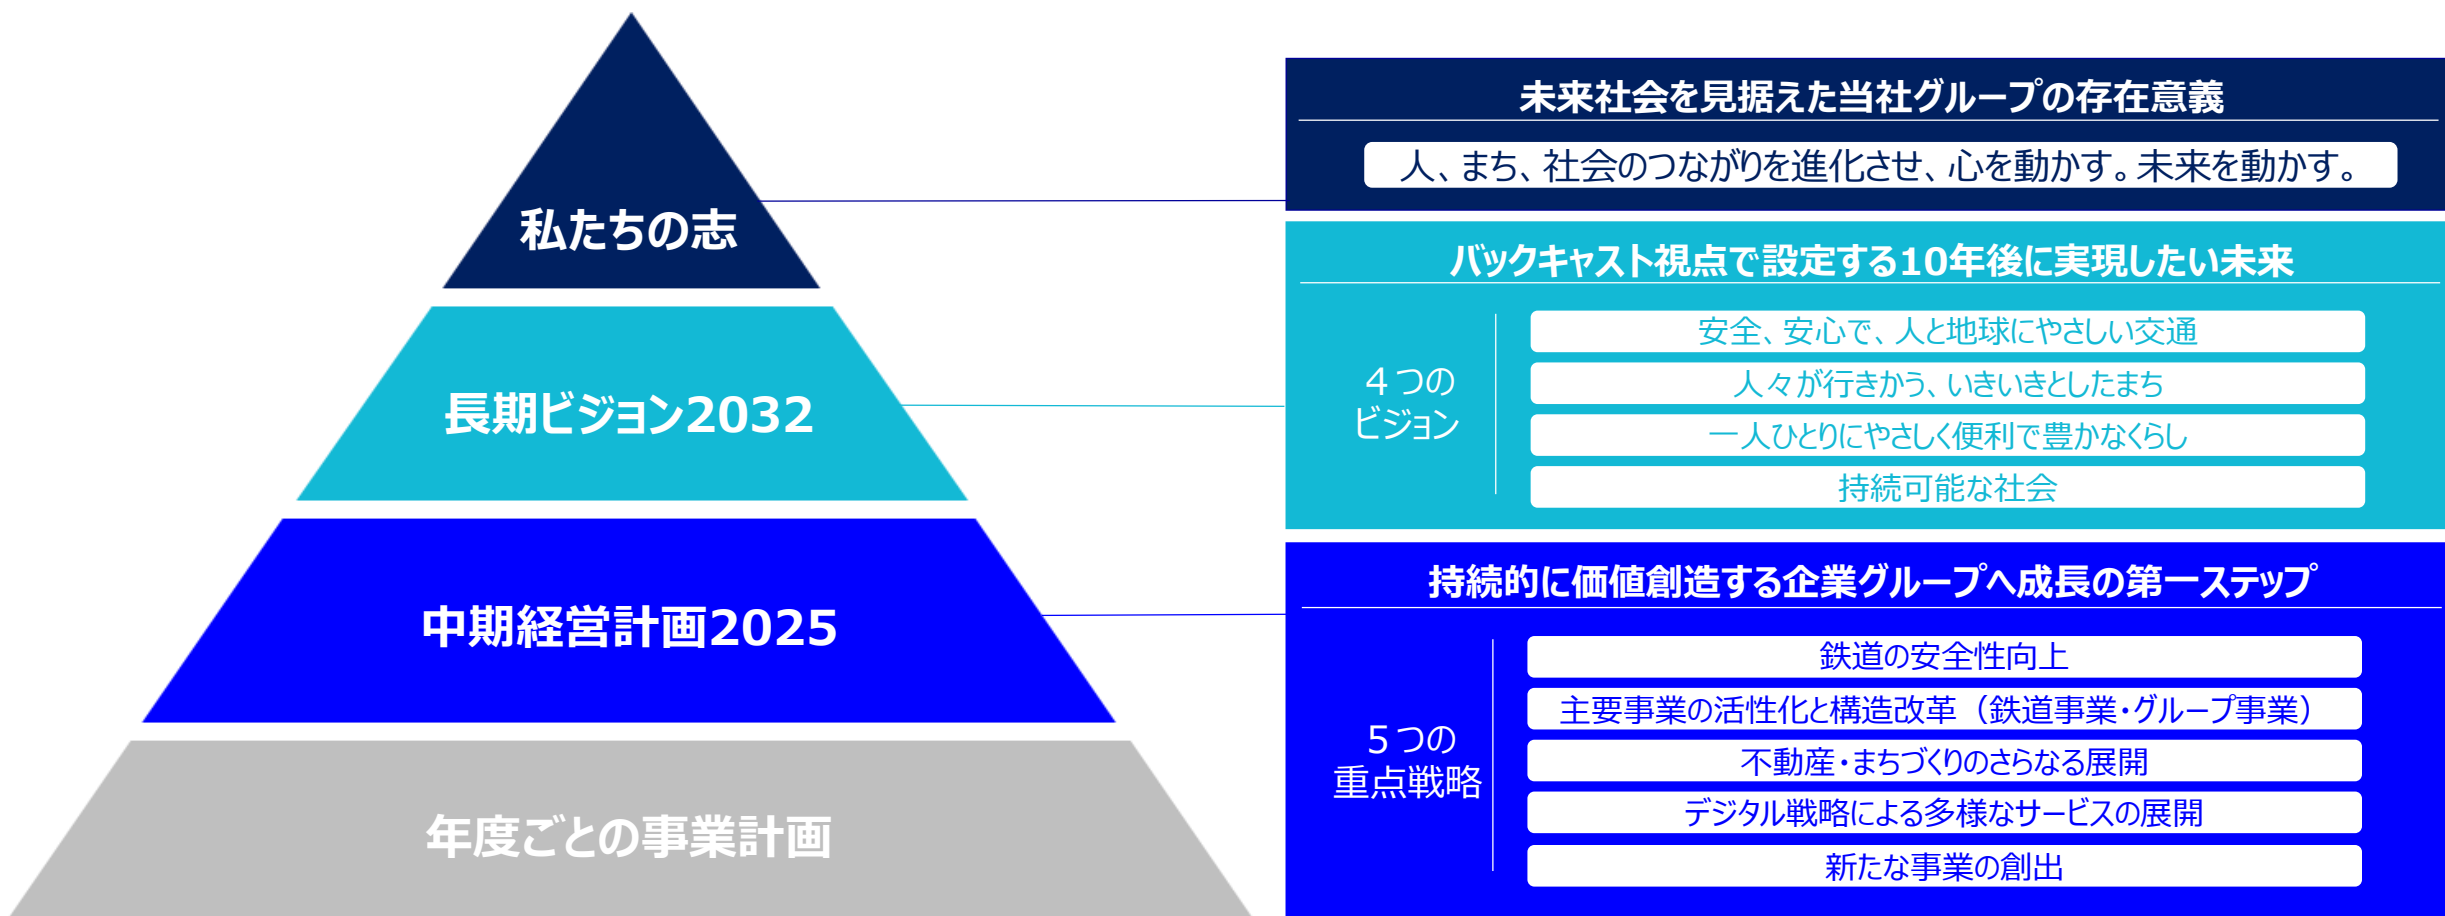 私たちの志
長期ビジョン2032
中期経営計画2025
年度ごとの事業計画
未来社会を見据えた当社グループの存在意義
人、まち、社会のつながりを進化させ、心を動かす。未来を動かす。
バックキャスト視点で設定する10年後に実現したい未来
４つの
ビジョン
安全、安心で、人と地球にやさしい交通
人々が行きかう、いきいきとしたまち
一人ひとりにやさしく便利で豊かなくらし
持続可能な社会
持続的に価値創造する企業グループへ成長の第一ステップ
５つの
重点戦略
鉄道の安全性向上
主要事業の活性化と構造改革（鉄道事業・グループ事業）
不動産・まちづくりのさらなる展開
デジタル戦略による多様なサービスの展開
新たな事業の創出